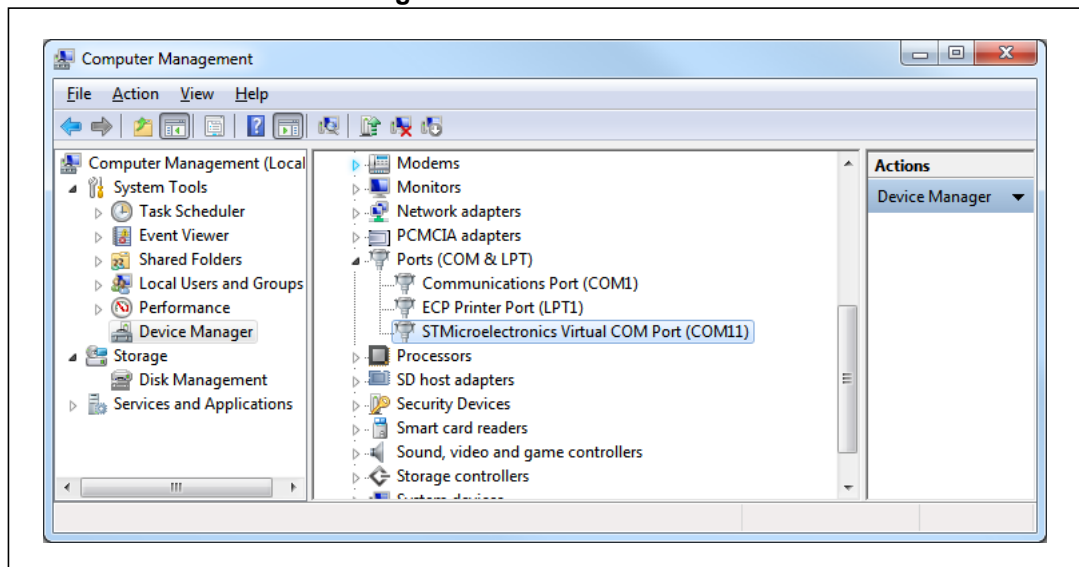 Computer Management
File Action View Help
Computer Management (Local
System Tools
Task Scheduler
Event Viewer
Shared Folders
Local Users and Groups
Performance
Device Manager
Storage
Disk Management
Services and Applications
Modems
Monitors
Network adapters
PCMCIA adapters
Ports (COM & LPT)
Communications Port (COM1)
ECP Printer Port (LPT1)
STMicroelectronics Virtual COM Port (COM11)
Processors
SD host adapters
Security Devices
Smart card readers
Sound, video and game controllers
Storage controllers
System devices
Actions
Device Manager